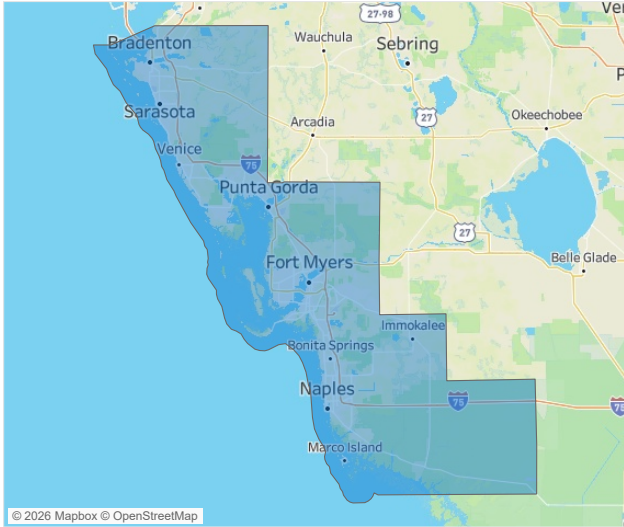 27-98
Ver
Bradenton
Wauchula
Sebring
P
Sarasota
27
Okeechobee
Arcadia
Venice
75
Punta Gorda
27
Fort Myers
Belle Glade
Immokalee
Bonita Springs
Naples
75
75
Marco Island
© 2026 Mapbox © OpenStreetMap